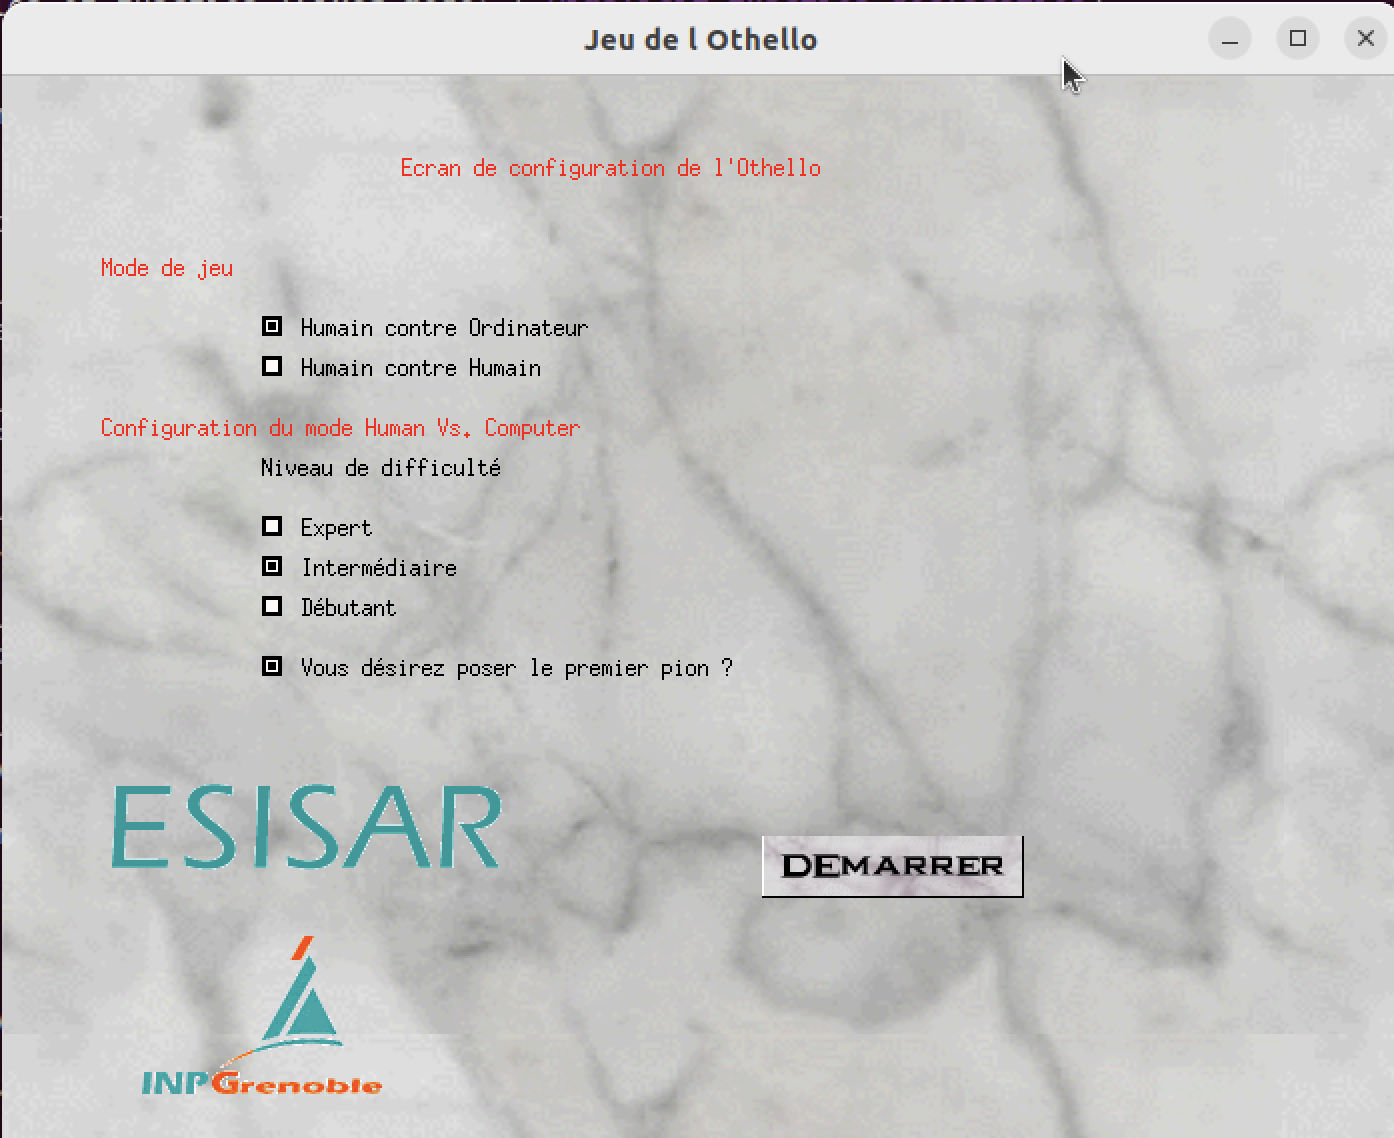 Jeu de l Othello
Ecran de configuration de l'Othello
Mode de jeu
Humain contre Ordinateur
Humain contre Humain
Configuration du mode Human Vs. Computer
Niveau de difficulté
Expert
Intermédiaire
Débutant
Vous désirez poser le premier pion ?
ESISAR
DEMARRER
INPGrenoble